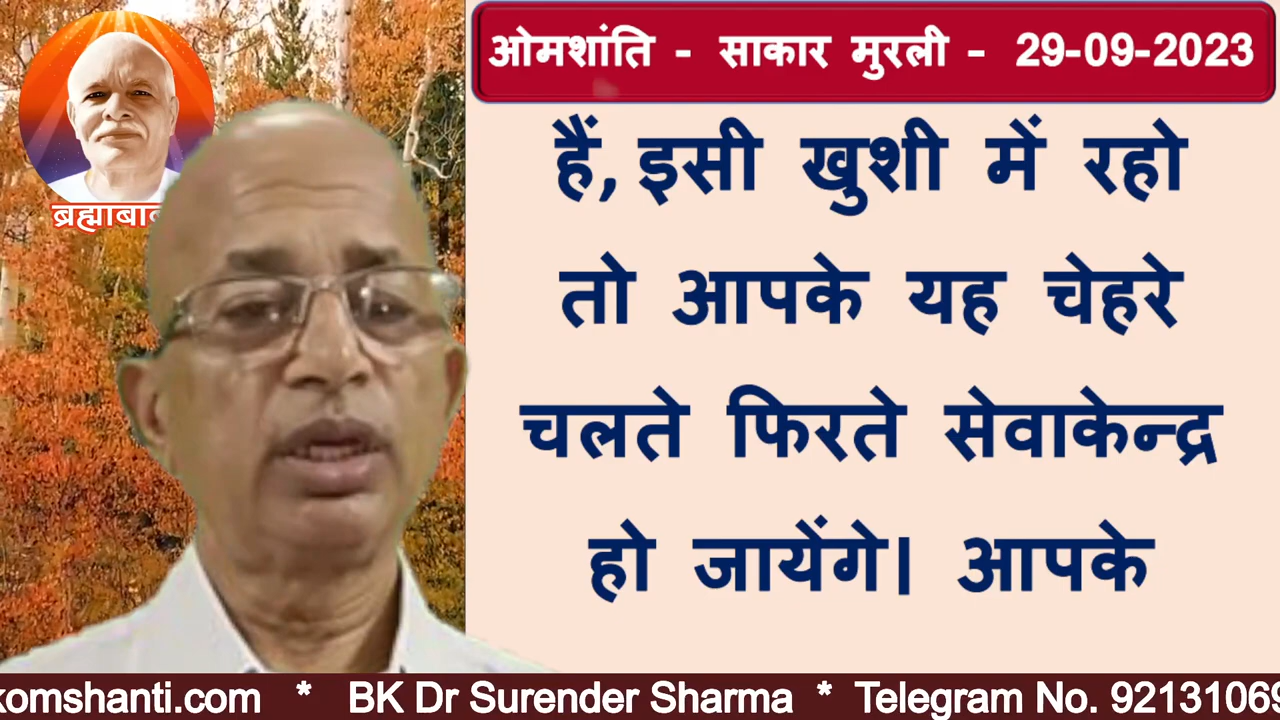 ओमशांति - साकार मुरली - 29-09-2023
हैं, इसी खुशी में रहो
तो आपके यह चेहरे
चलते फिरते सेवाकेन्द्र
हो जायेंगे। आपके
komshanti.com * BK Dr Surender Sharma * Telegram No. 92131069